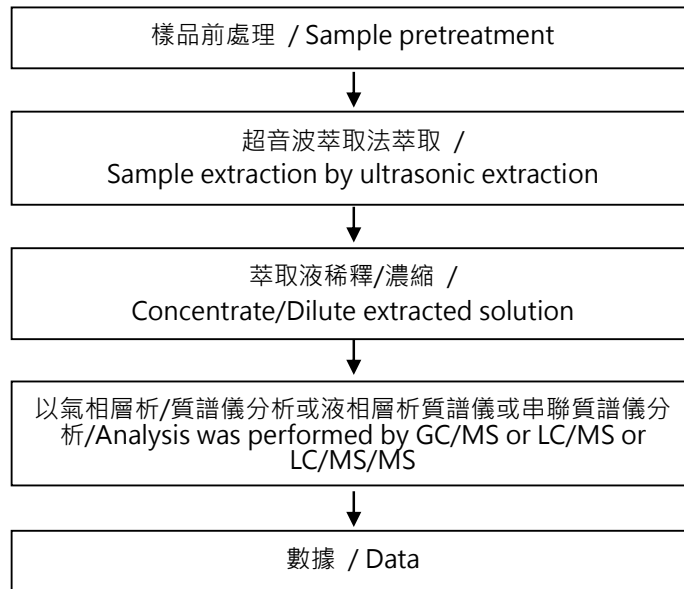 樣品前處理 / Sample pretreatment
超音波萃取法萃取 /
Sample extraction by ultrasonic extraction
萃取液稀釋/濃縮 /
Concentrate/Dilute extracted solution
以氣相層析/質譜儀分析或液相層析質譜儀或串聯質譜儀分
析/Analysis was performed by GC/MS or LC/MS or
LC/MS/MS
數據 / Data